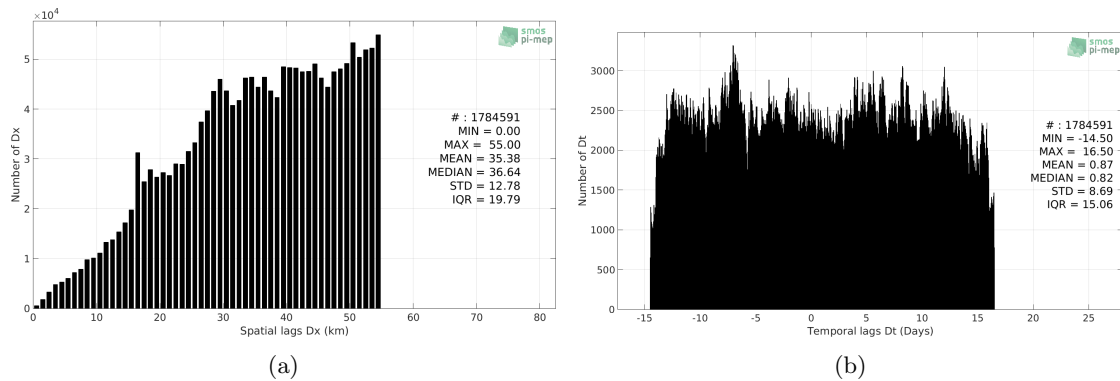 ×10⁴
5
4
3
2
1
0
0 10 20 30 40 50 60 70 80
Number of Dx
Spatial lags Dx (km)
smos
pi-mep
# : 1784591
MIN = 0.00
MAX = 55.00
MEAN = 35.38
MEDIAN = 36.64
STD = 12.78
IQR = 19.79
(a)
3000
2500
2000
1500
1000
500
0
-15 -10 -5 0 5 10 15 20 25
Number of Dt
Temporal lags Dt (Days)
smos
pi-mep
# : 1784591
MIN = -14.50
MAX = 16.50
MEAN = 0.87
MEDIAN = 0.82
STD = 8.69
IQR = 15.06
(b)